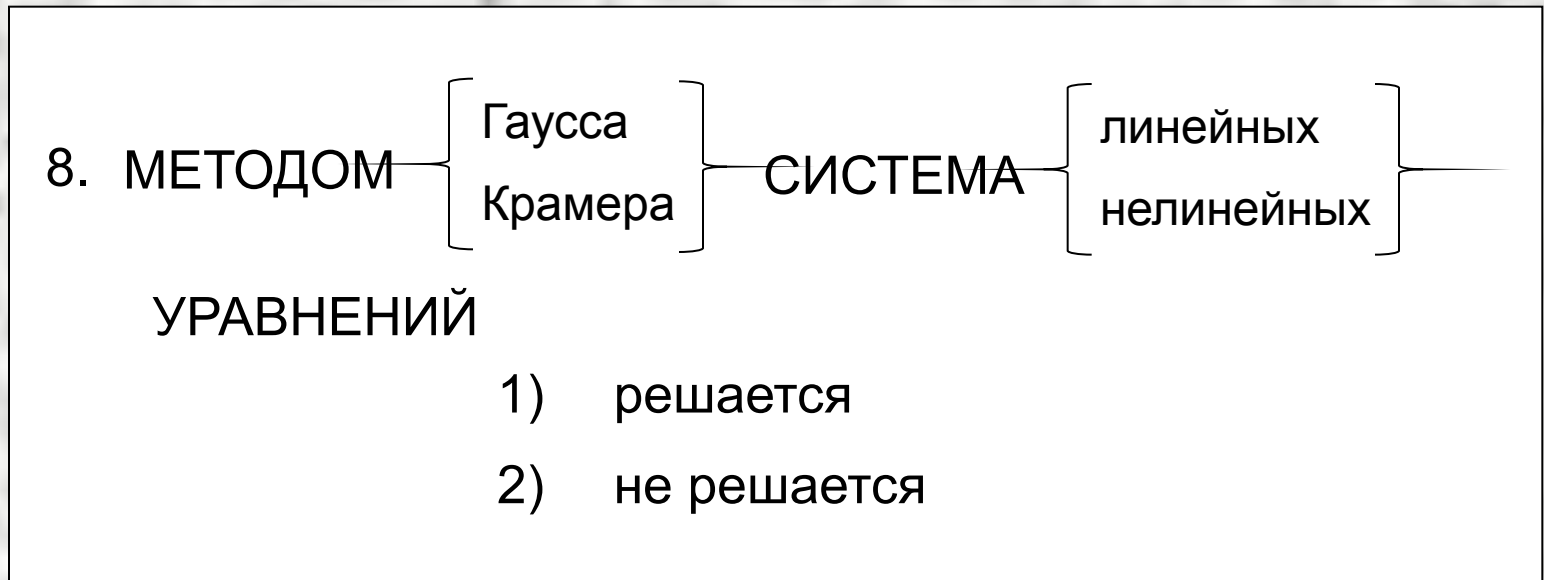 8. МЕТОДОМ
Гаусса
Крамера
СИСТЕМА
линейных
нелинейных
УРАВНЕНИЙ
1) решается
2) не решается